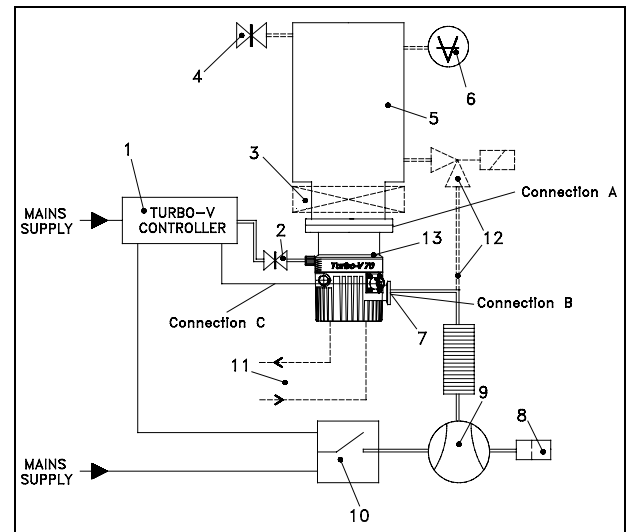 4
6
5
1
3
Connection A
MAINS
SUPPLY
TURBO-V
CONTROLLER
2
13
12
Turbo-V 70
Connection B
Connection C
7
11
9
8
MAINS
SUPPLY
10